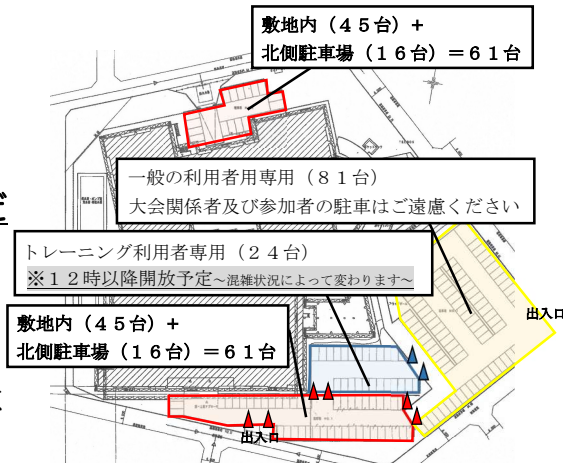 敷地内（４５台）＋
北側駐車場（１６台）＝６１台
一般の利用者用専用（８１台）
大会関係者及び参加者の駐車はご遠慮ください
トレーニング利用者専用（２４台）
※１２時以降開放予定～混雑状況によって変わります～
出入口
敷地内（４５台）＋
北側駐車場（１６台）＝６１台
出入口